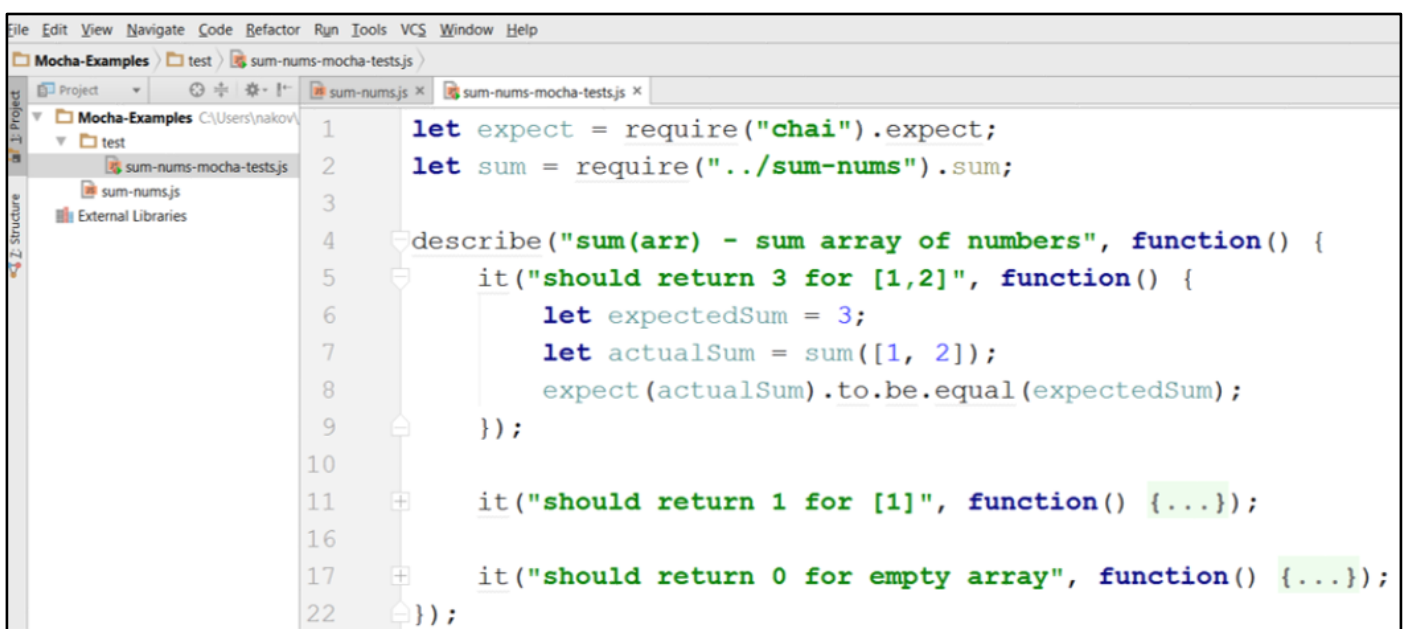 File Edit View Navigate Code Refactor Run Tools VCS Window Help
Mocha-Examples test sum-nums-mocha-tests.js
Project sum-nums.js × sum-nums-mocha-tests.js ×
1: Project
Z: Structure
Mocha-Examples C:\Users\nakov\
test
sum-nums-mocha-tests.js
sum-nums.js
External Libraries
1 let expect = require("chai").expect;
2 let sum = require("../sum-nums").sum;
3
4 describe("sum(arr) - sum array of numbers", function() {
5 it("should return 3 for [1,2]", function() {
6 let expectedSum = 3;
7 let actualSum = sum([1, 2]);
8 expect(actualSum).to.be.equal(expectedSum);
9 });
10
11 it("should return 1 for [1]", function() {...});
16
17 it("should return 0 for empty array", function() {...});
22 });